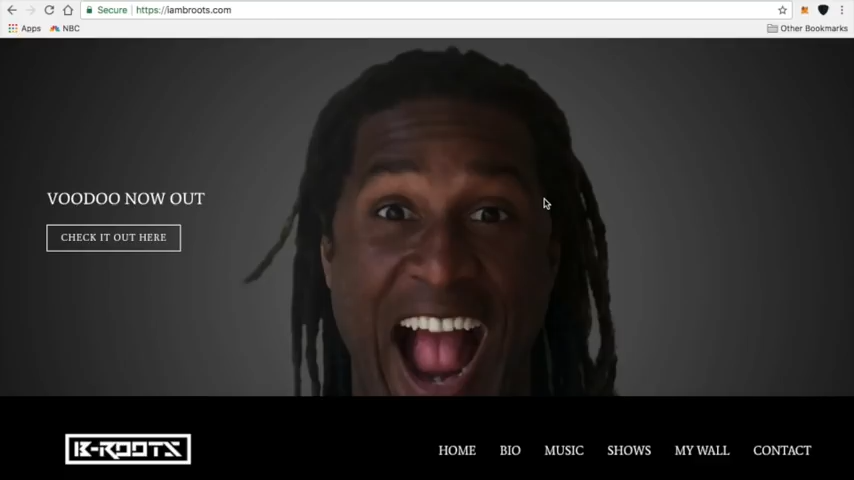 Secure https://iambroots.com
Apps NBC Other Bookmarks
VOODOO NOW OUT
CHECK IT OUT HERE
B-ROOTS
HOME BIO MUSIC SHOWS MY WALL CONTACT